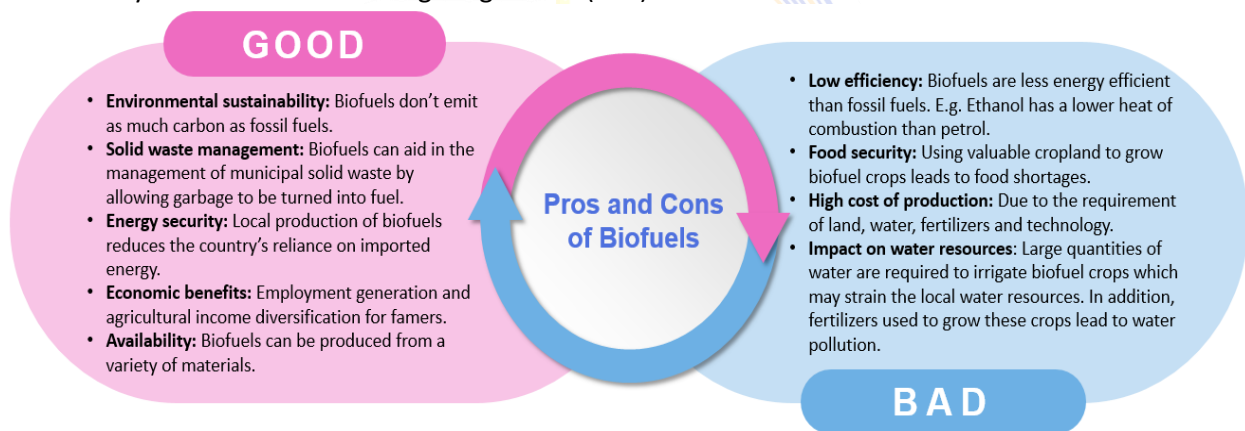 GOOD
• Environmental sustainability: Biofuels don't emit
as much carbon as fossil fuels.
• Solid waste management: Biofuels can aid in the
management of municipal solid waste by
allowing garbage to be turned into fuel.
• Energy security: Local production of biofuels
reduces the country's reliance on imported
energy.
• Economic benefits: Employment generation and
agricultural income diversification for famers.
• Availability: Biofuels can be produced from a
variety of materials.
Pros and Cons
of Biofuels
• Low efficiency: Biofuels are less energy efficient
than fossil fuels. E.g. Ethanol has a lower heat of
combustion than petrol.
• Food security: Using valuable cropland to grow
biofuel crops leads to food shortages.
• High cost of production: Due to the requirement
of land, water, fertilizers and technology.
• Impact on water resources: Large quantities of
water are required to irrigate biofuel crops which
may strain the local water resources. In addition,
fertilizers used to grow these crops lead to water
pollution.
BAD